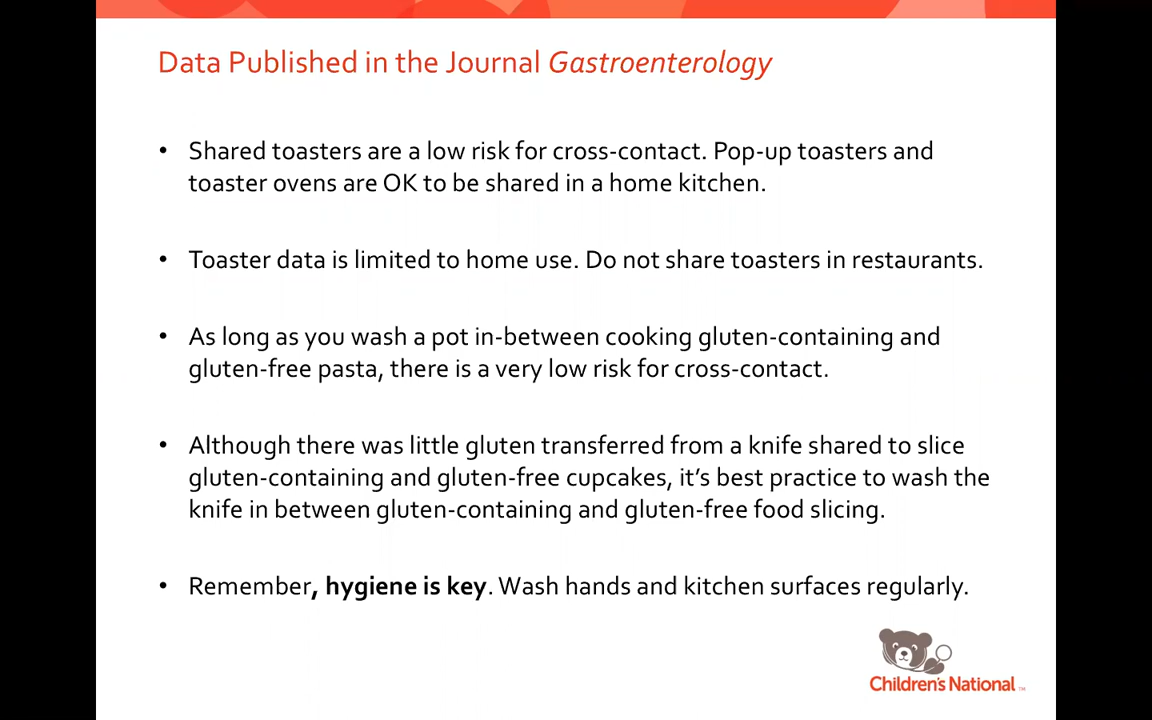 Data Published in the Journal Gastroenterology
• Shared toasters are a low risk for cross-contact. Pop-up toasters and
toaster ovens are OK to be shared in a home kitchen.
• Toaster data is limited to home use. Do not share toasters in restaurants.
• As long as you wash a pot in-between cooking gluten-containing and
gluten-free pasta, there is a very low risk for cross-contact.
• Although there was little gluten transferred from a knife shared to slice
gluten-containing and gluten-free cupcakes, it's best practice to wash the
knife in between gluten-containing and gluten-free food slicing.
• Remember, hygiene is key. Wash hands and kitchen surfaces regularly.
Children's National ™